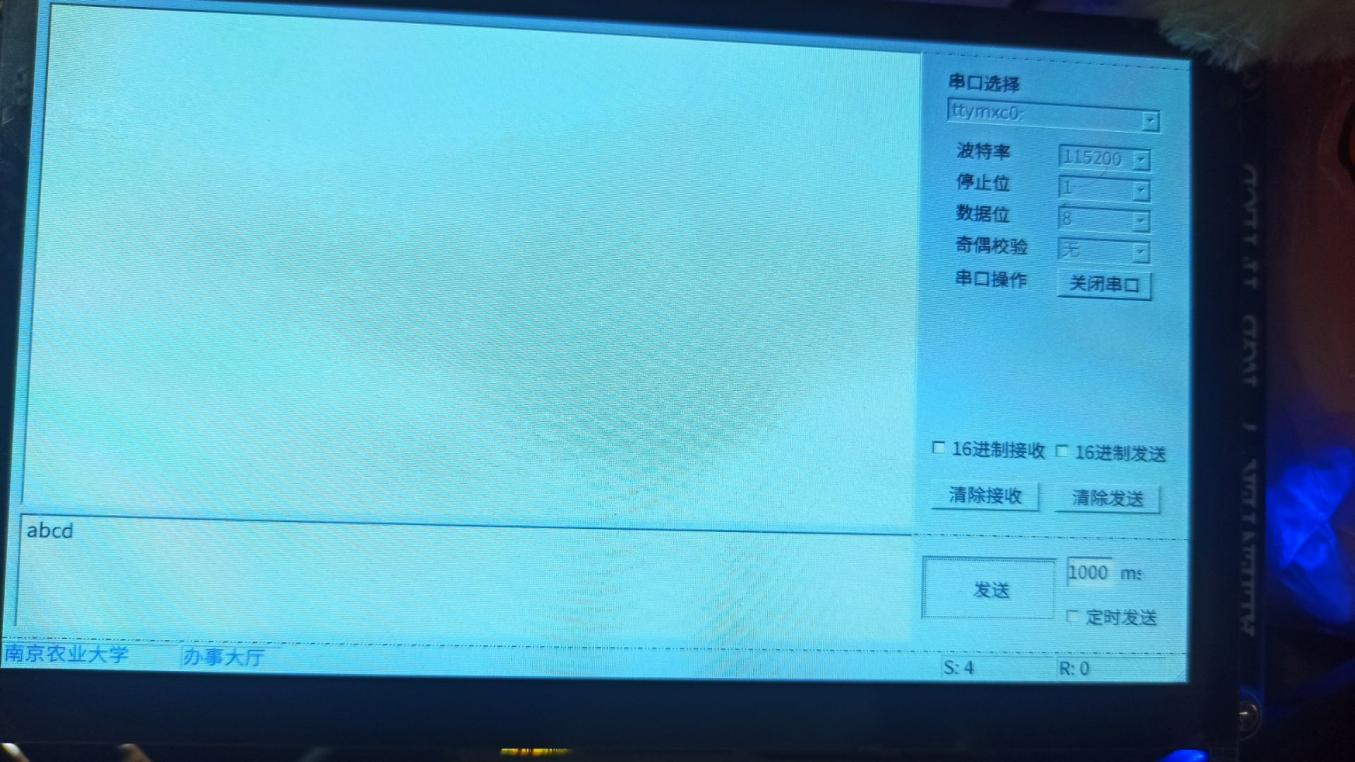 串口选择
ttymxc0:
波特率 115200
停止位 1
数据位 8
奇偶校验 无
串口操作 关闭串口
16进制接收 16进制发送
清除接收 清除发送
abcd
发送 1000 ms
定时发送
南京农业大学 办事大厅 S: 4 R: 0